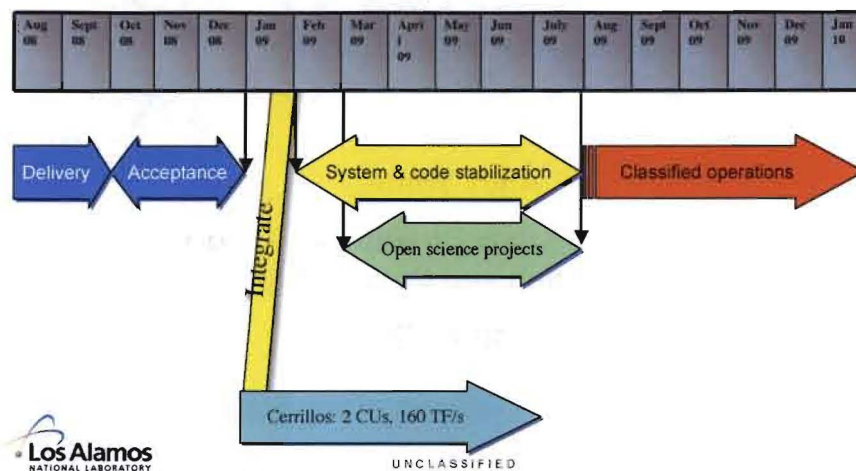 Aug 08 Sept 08 Oct 08 Nov 08 Dec 08 Jan 09 Feb 09 Mar 09 Apri l 09 May 09 Jun 09 July 09 Aug 09 Sept 09 Oct 09 Nov 09 Dec 09 Jan 10
Delivery
Acceptance
System & code stabilization
Classified operations
Integrate
Open science projects
Cerrillos: 2 CUs, 160 TF/s
Los Alamos
NATIONAL LABORATORY
UNCLASSIFIED